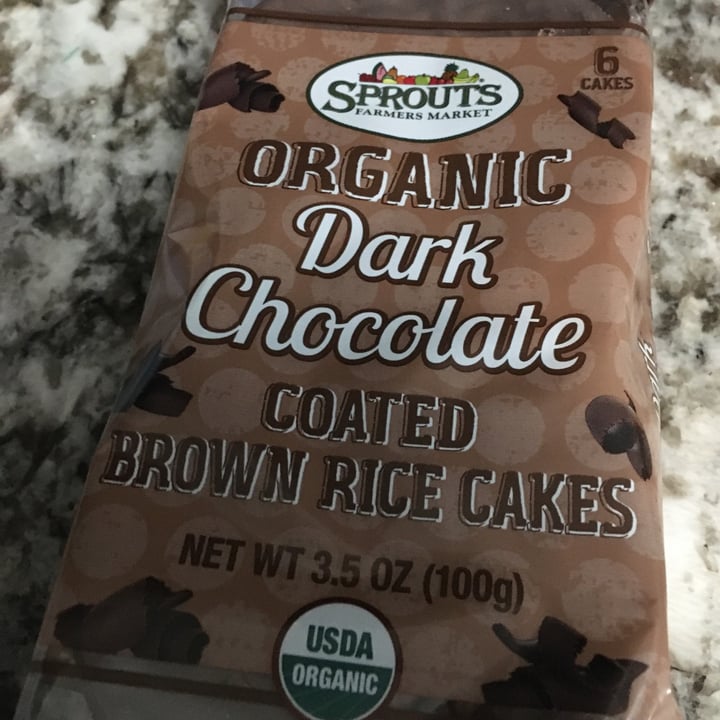 SPROUTS
FARMERS MARKET
6
CAKES
ORGANIC
Dark
Chocolate
COATED
BROWN RICE CAKES
NET WT 3.5 OZ (100g)
USDA
ORGANIC